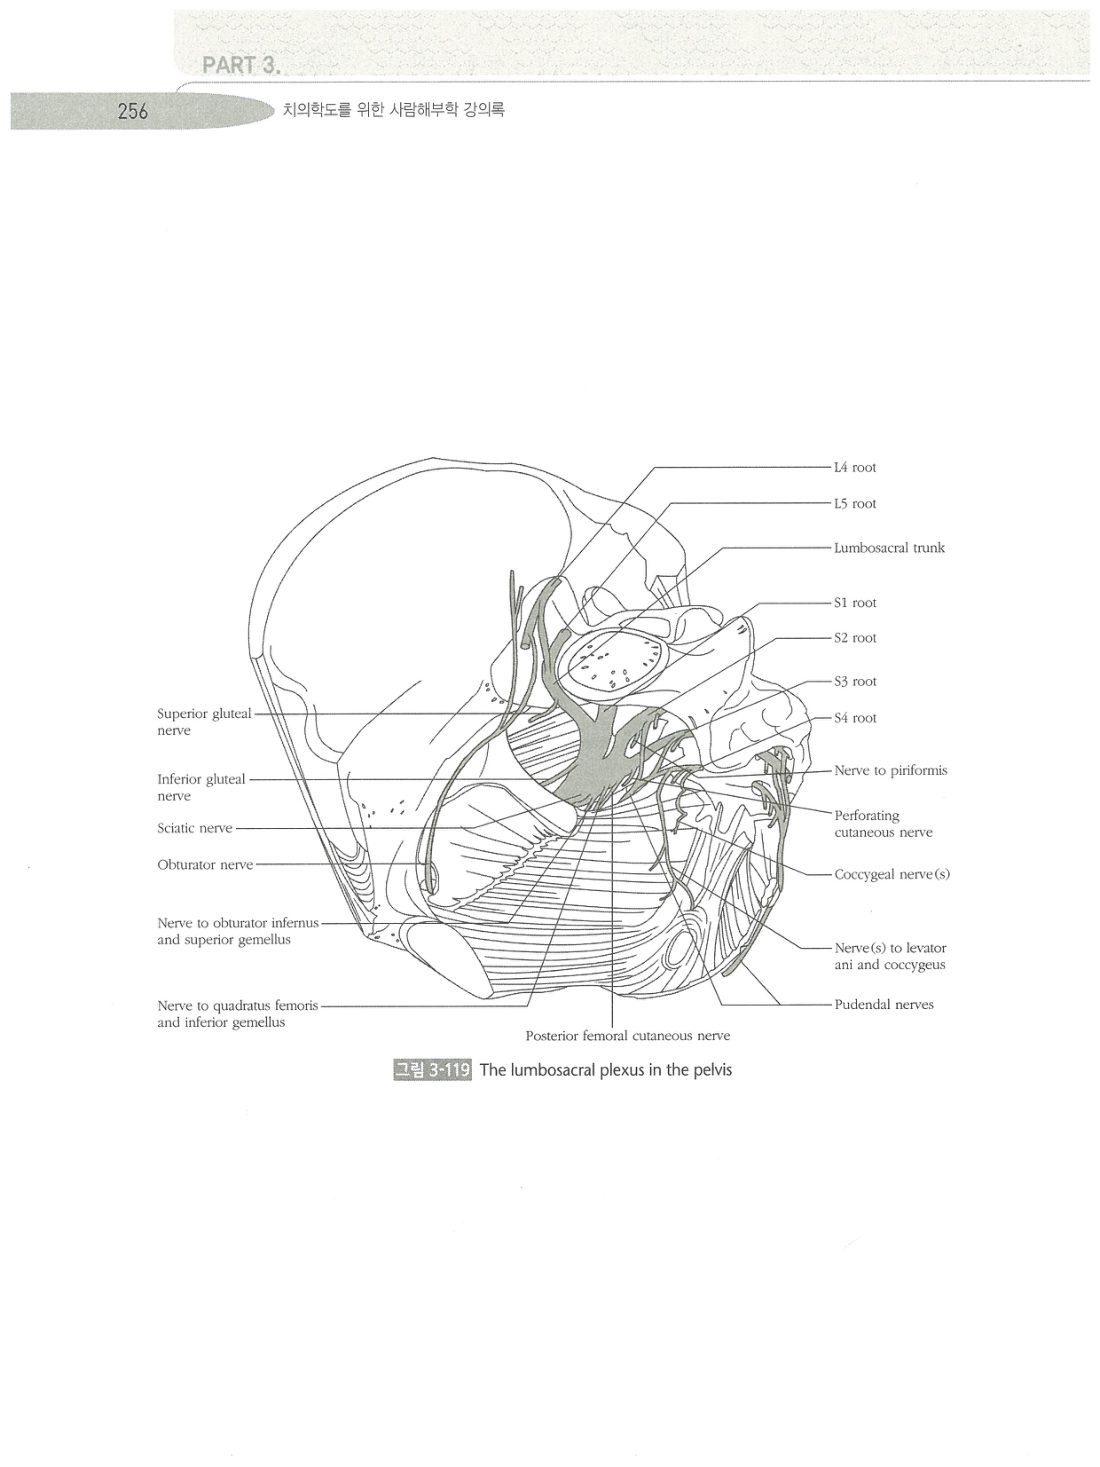 PART 3.
256
치의학도를 위한 사람해부학 강의록
L4 root
L5 root
Lumbosacral trunk
S1 root
S2 root
S3 root
S4 root
Nerve to piriformis
Perforating
cutaneous nerve
Coccygeal nerve(s)
Nerve(s) to levator
ani and coccygeus
Pudendal nerves
Superior gluteal
nerve
Inferior gluteal
nerve
Sciatic nerve
Obturator nerve
Nerve to obturator infernus
and superior gemellus
Nerve to quadratus femoris
and inferior gemellus
Posterior femoral cutaneous nerve
그림 3-119 The lumbosacral plexus in the pelvis